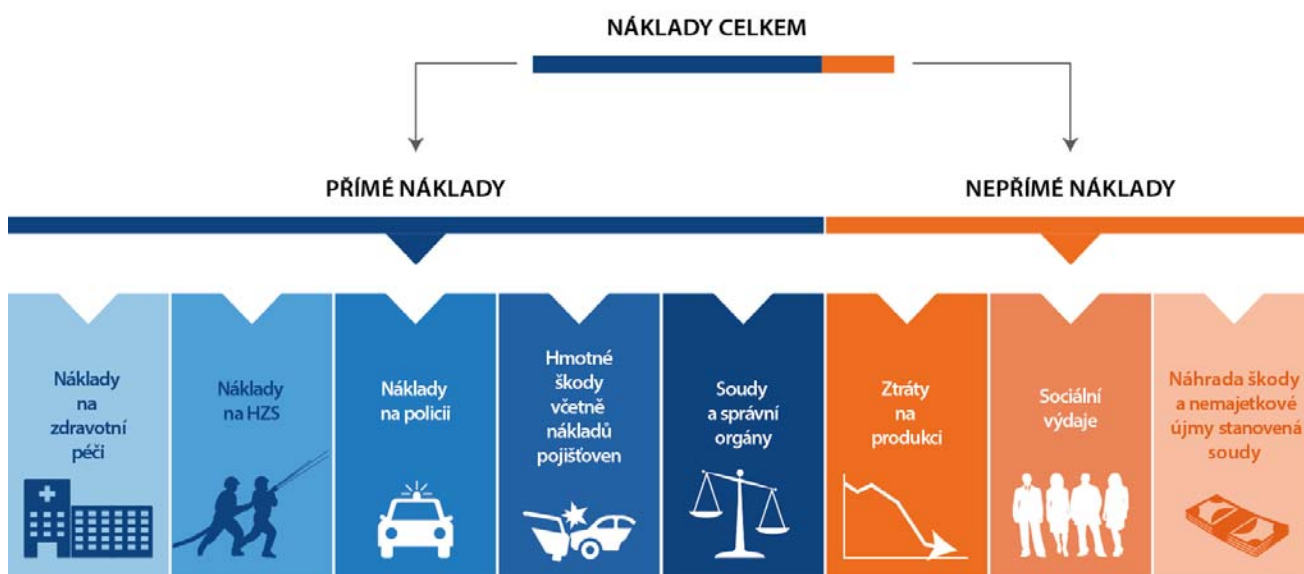 NÁKLADY CELKEM
PŘÍMÉ NÁKLADY
NEPŘÍMÉ NÁKLADY
Náklady
na
zdravotní
péči
Náklady
na HZS
Náklady
na policii
Hmotné
škody
včetně
nákladů
pojišťoven
Soudy
a správní
orgány
Ztráty
na
produkci
Sociální
výdaje
Náhrada škody
a nemajetkové
újmy stanovená
soudy